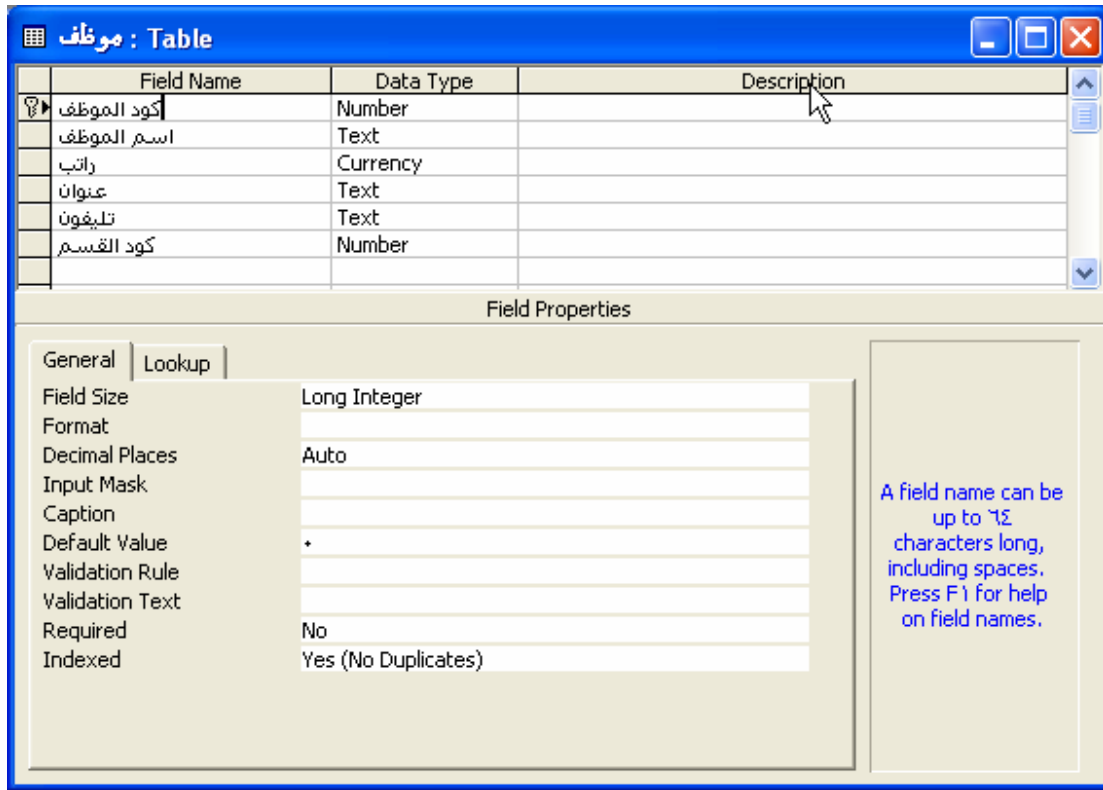 موظف : Table
Field Name Data Type Description
كود الموظف Number
اسم الموظف Text
راتب Currency
عنوان Text
تليفون Text
كود القسم Number
Field Properties
General Lookup
Field Size Long Integer
Format
Decimal Places Auto
Input Mask
Caption
Default Value ٠
Validation Rule
Validation Text
Required No
Indexed Yes (No Duplicates)
A field name can be
up to ٦٤
characters long,
including spaces.
Press F١ for help
on field names.